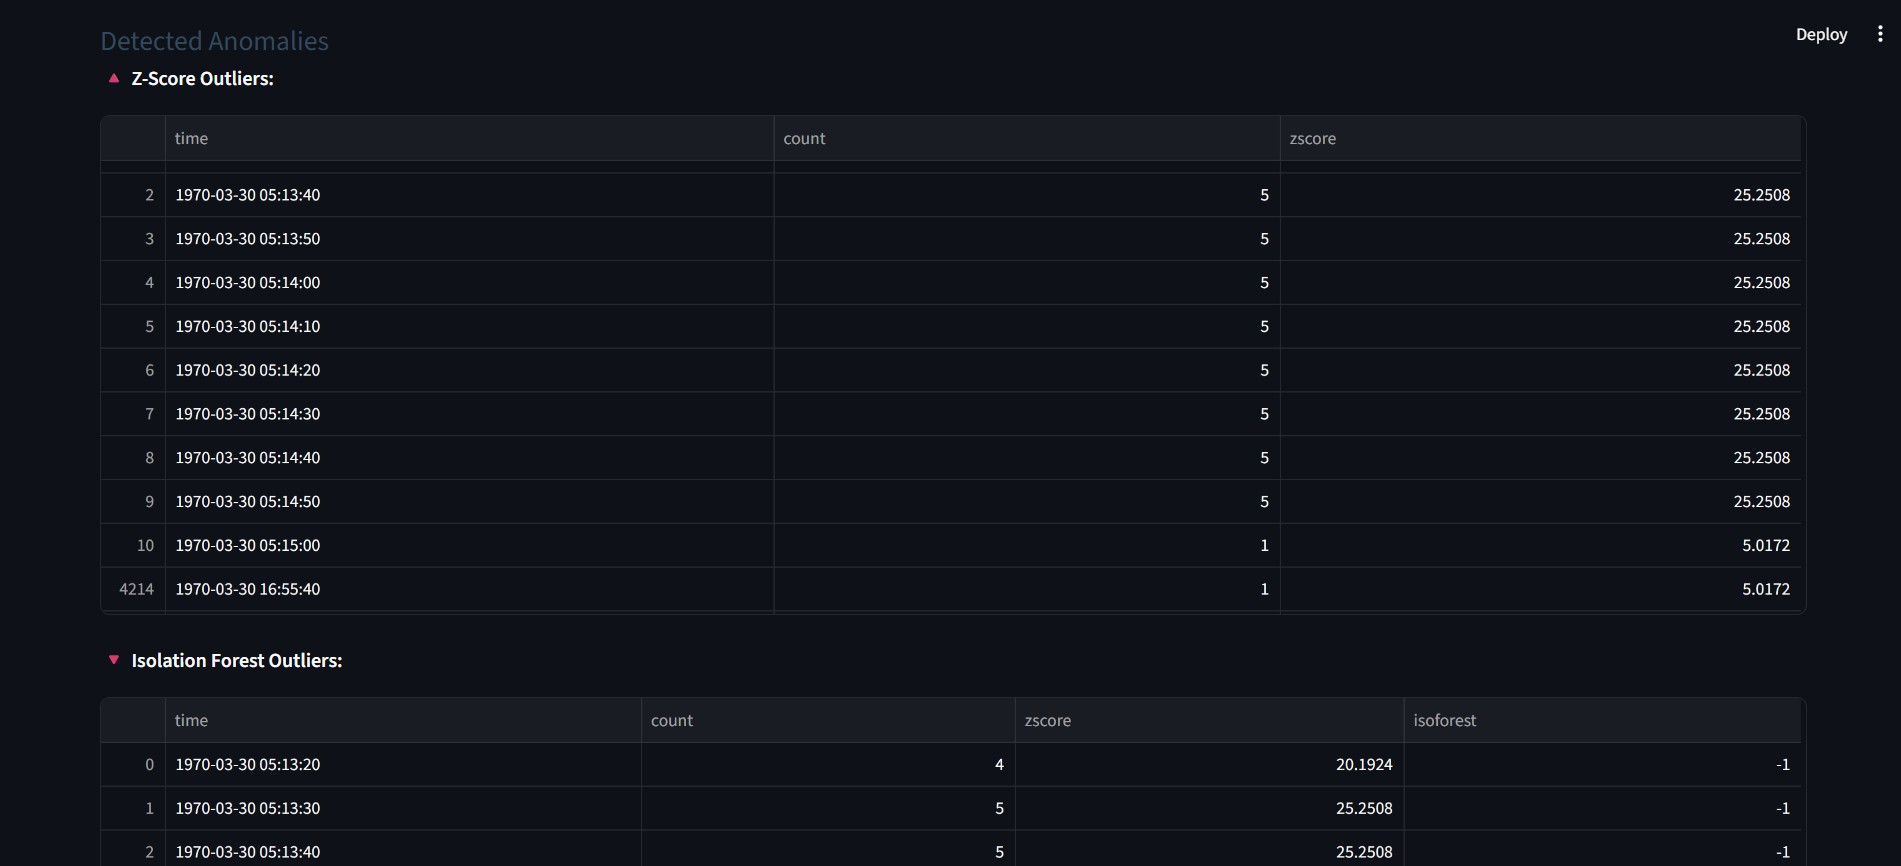 Detected Anomalies
Deploy
Z-Score Outliers:
time count zscore
2 1970-03-30 05:13:40 5 25.2508
3 1970-03-30 05:13:50 5 25.2508
4 1970-03-30 05:14:00 5 25.2508
5 1970-03-30 05:14:10 5 25.2508
6 1970-03-30 05:14:20 5 25.2508
7 1970-03-30 05:14:30 5 25.2508
8 1970-03-30 05:14:40 5 25.2508
9 1970-03-30 05:14:50 5 25.2508
10 1970-03-30 05:15:00 1 5.0172
4214 1970-03-30 16:55:40 1 5.0172
Isolation Forest Outliers:
time count zscore isoforest
0 1970-03-30 05:13:20 4 20.1924 -1
1 1970-03-30 05:13:30 5 25.2508 -1
2 1970-03-30 05:13:40 5 25.2508 -1